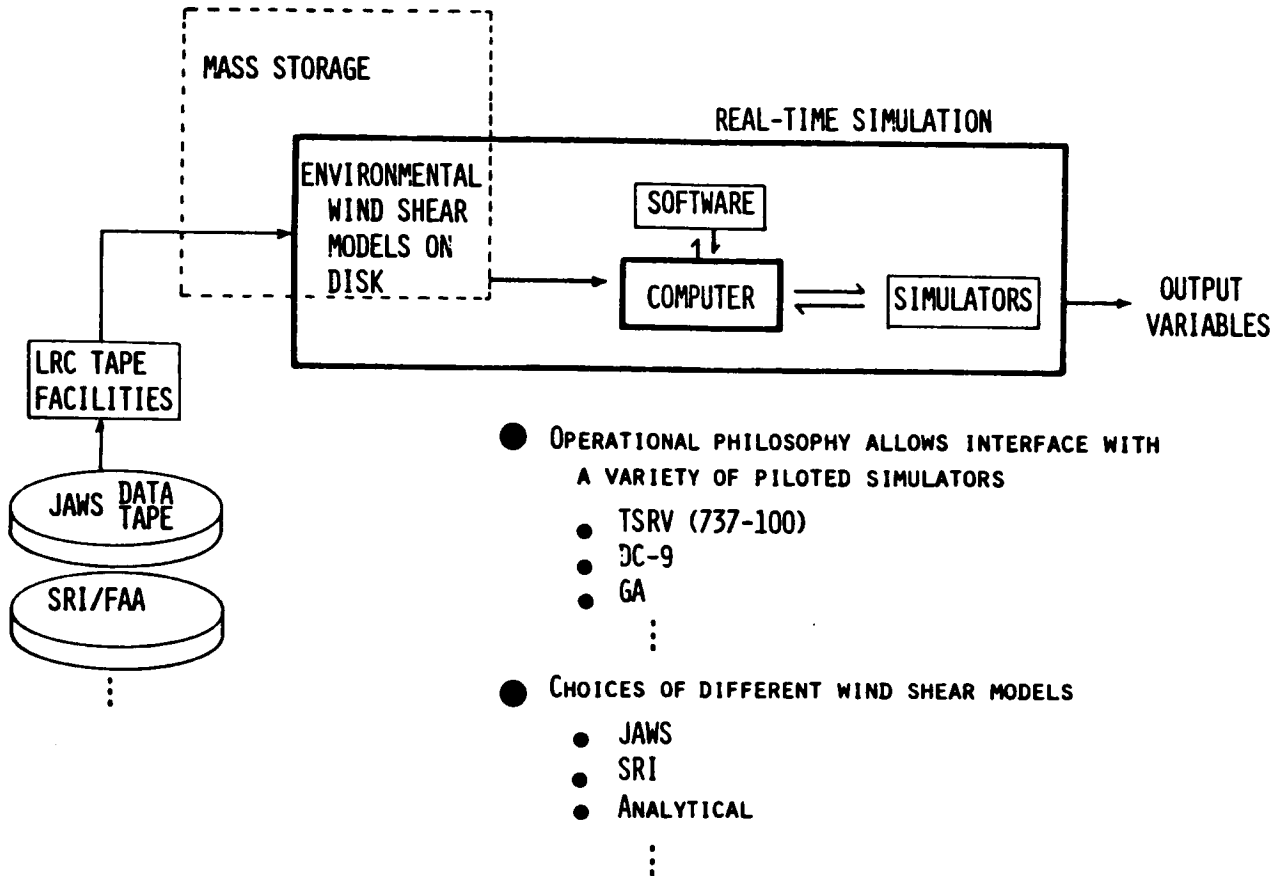 MASS STORAGE
REAL-TIME SIMULATION
ENVIRONMENTAL
WIND SHEAR
MODELS ON
DISK
SOFTWARE
COMPUTER
SIMULATORS
OUTPUT
VARIABLES
LRC TAPE
FACILITIES
JAWS DATA
TAPE
SRI/FAA
● OPERATIONAL PHILOSOPHY ALLOWS INTERFACE WITH
A VARIETY OF PILOTED SIMULATORS
● TSRV (737-100)
● DC-9
● GA
● CHOICES OF DIFFERENT WIND SHEAR MODELS
● JAWS
● SRI
● ANALYTICAL